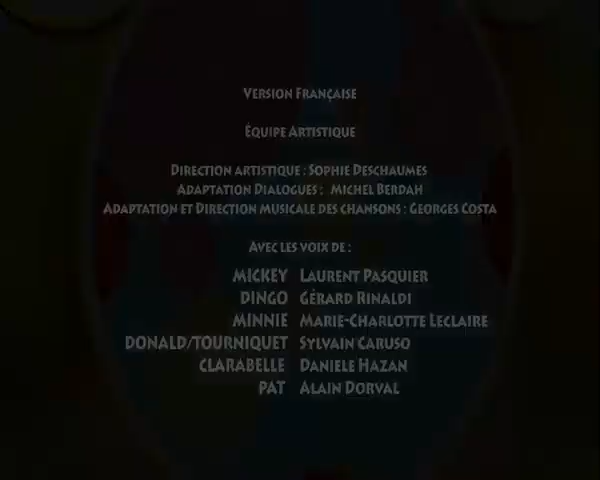 Version Française
Équipe Artistique
Direction artistique : Sophie Deschaumes
Adaptation Dialogues : Michel Berdah
Adaptation et Direction musicale des chansons : Georges Costa
Avec les voix de :
MICKEY Laurent Pasquier
DINGO Gérard Rinaldi
MINNIE Marie-Charlotte Leclaire
DONALD/TOURNIQUET Sylvain Caruso
CLARABELLE Daniele Hazan
PAT Alain Dorval